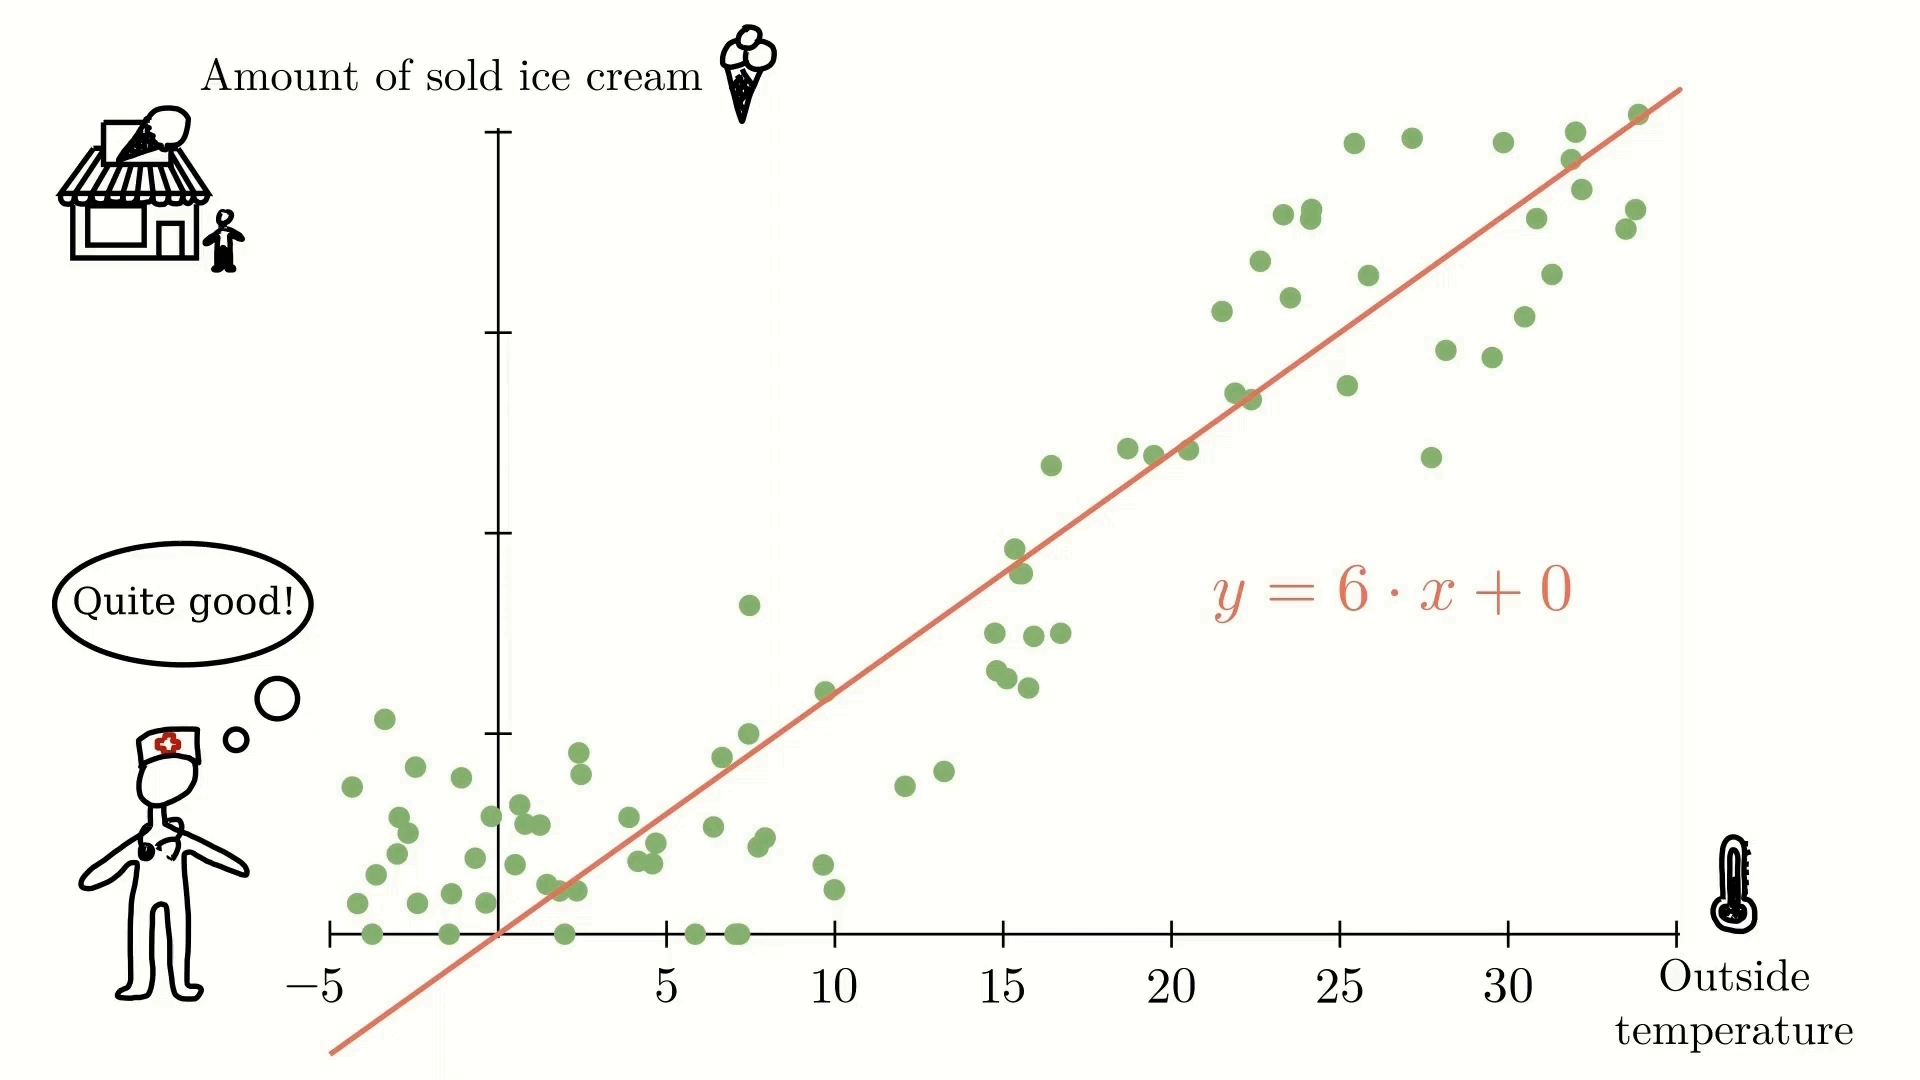 Amount of sold ice cream
Quite good!
y = 6 · x + 0
−5 5 10 15 20 25 30
Outside
temperature